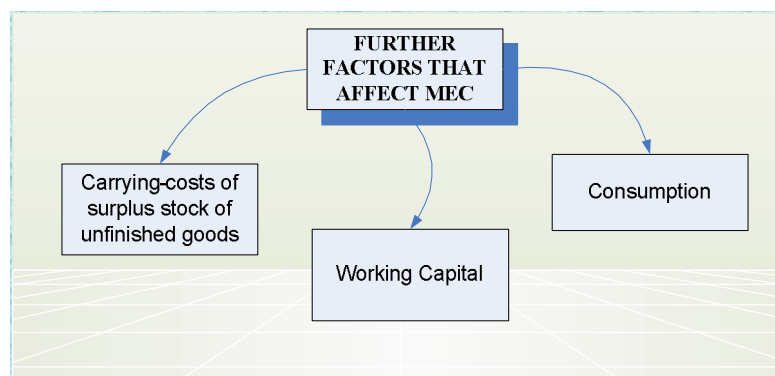 FURTHER
FACTORS THAT
AFFECT MEC
Carrying-costs of
surplus stock of
unfinished goods
Working Capital
Consumption